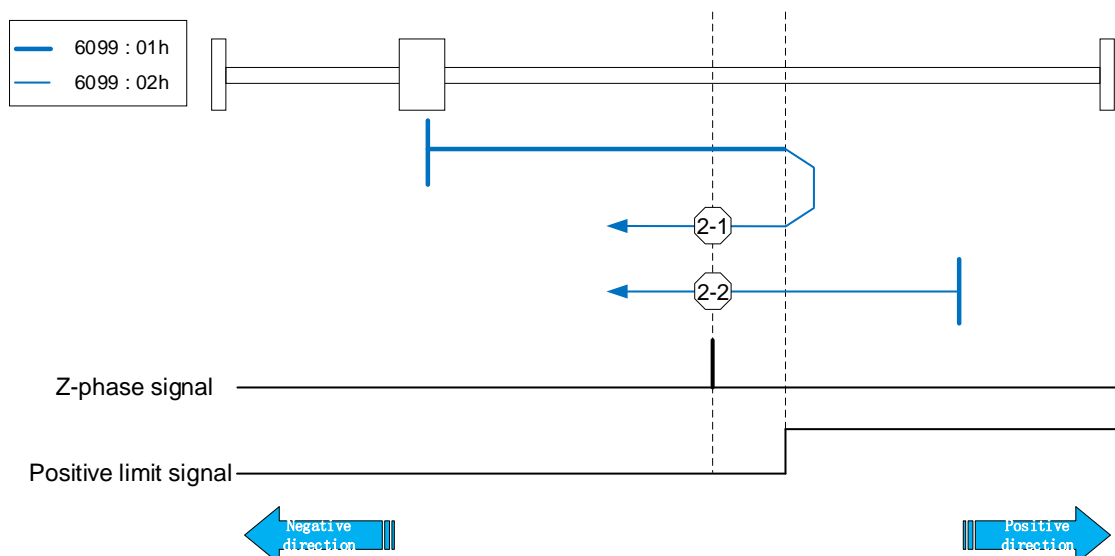 6099 : 01h
6099 : 02h
2-1
2-2
Z-phase signal
Positive limit signal
Negative
direction
Positive
direction